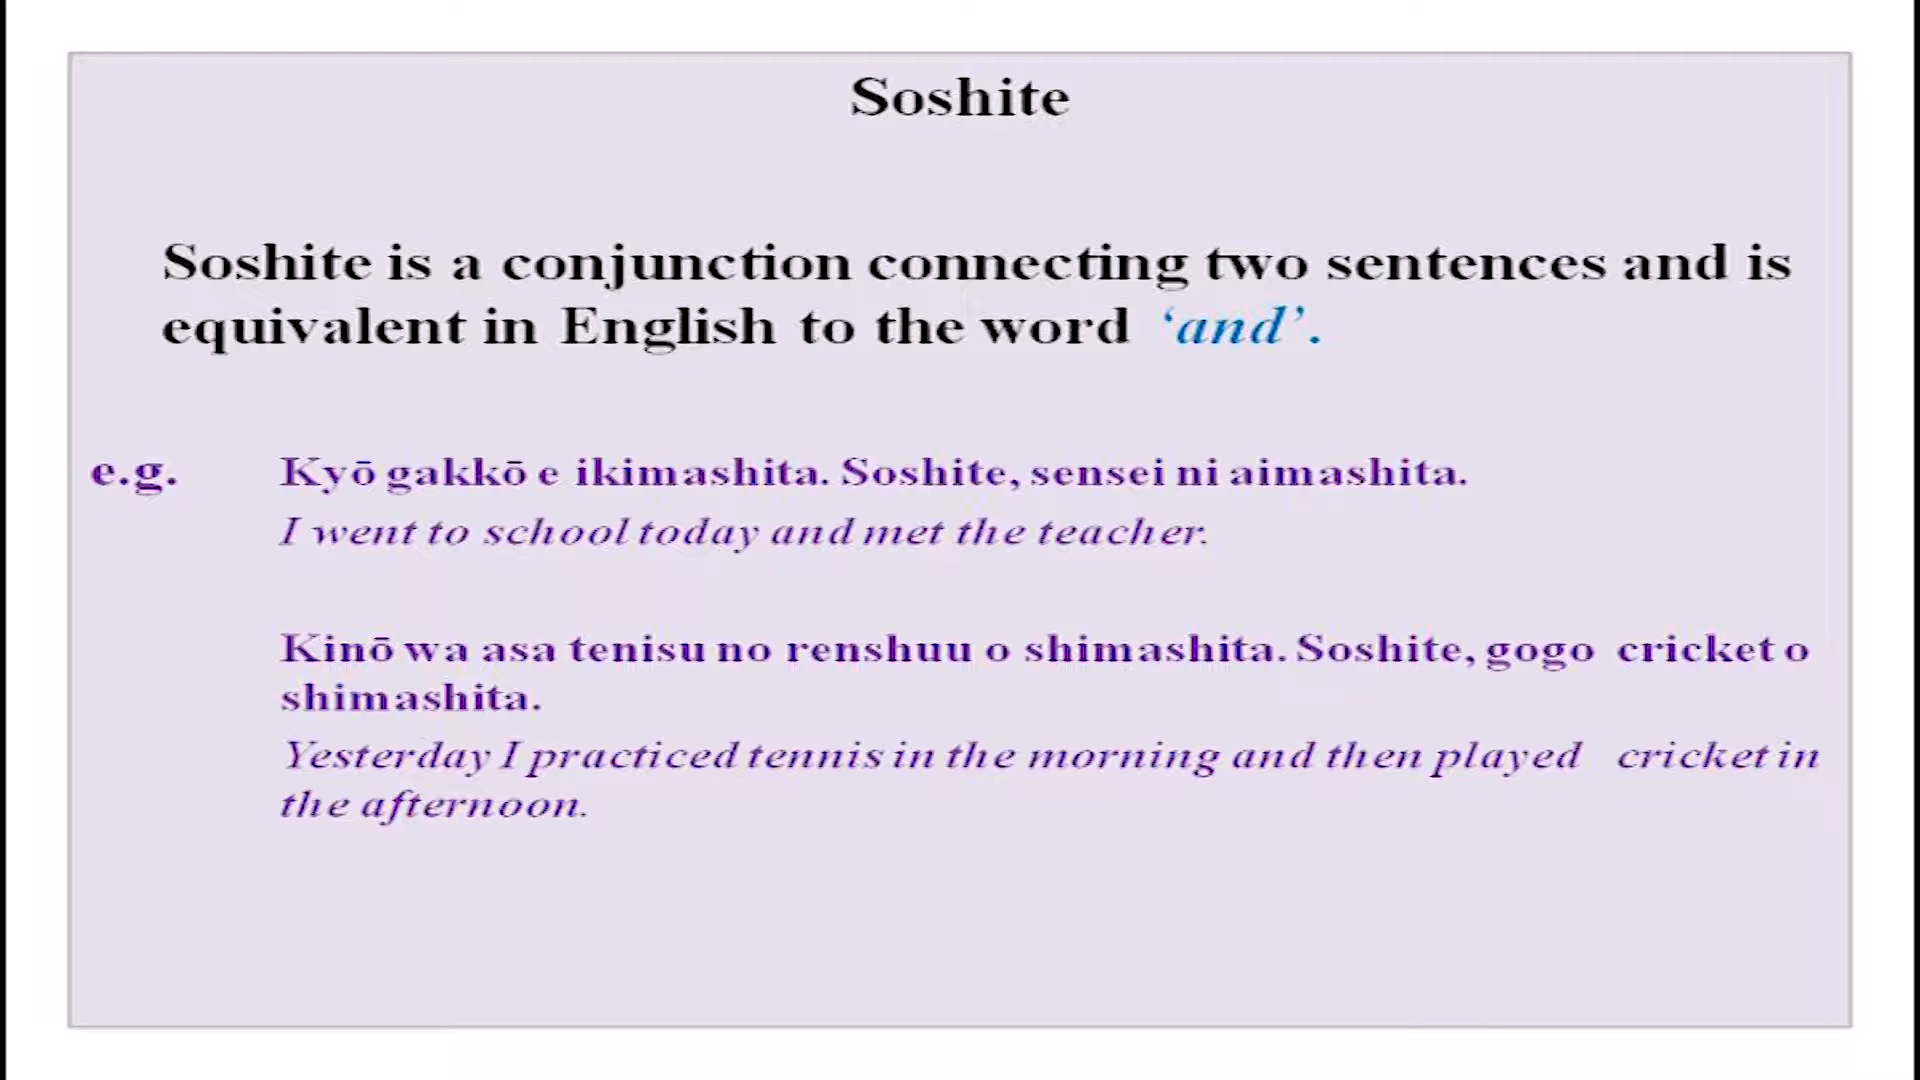 Soshite
Soshite is a conjunction connecting two sentences and is
equivalent in English to the word ‘and’.
e.g. Kyō gakkō e ikimashita. Soshite, sensei ni aimashita.
I went to school today and met the teacher.
Kinō wa asa tenisu no renshuu o shimashita. Soshite, gogo cricket o
shimashita.
Yesterday I practiced tennis in the morning and then played cricket in
the afternoon.